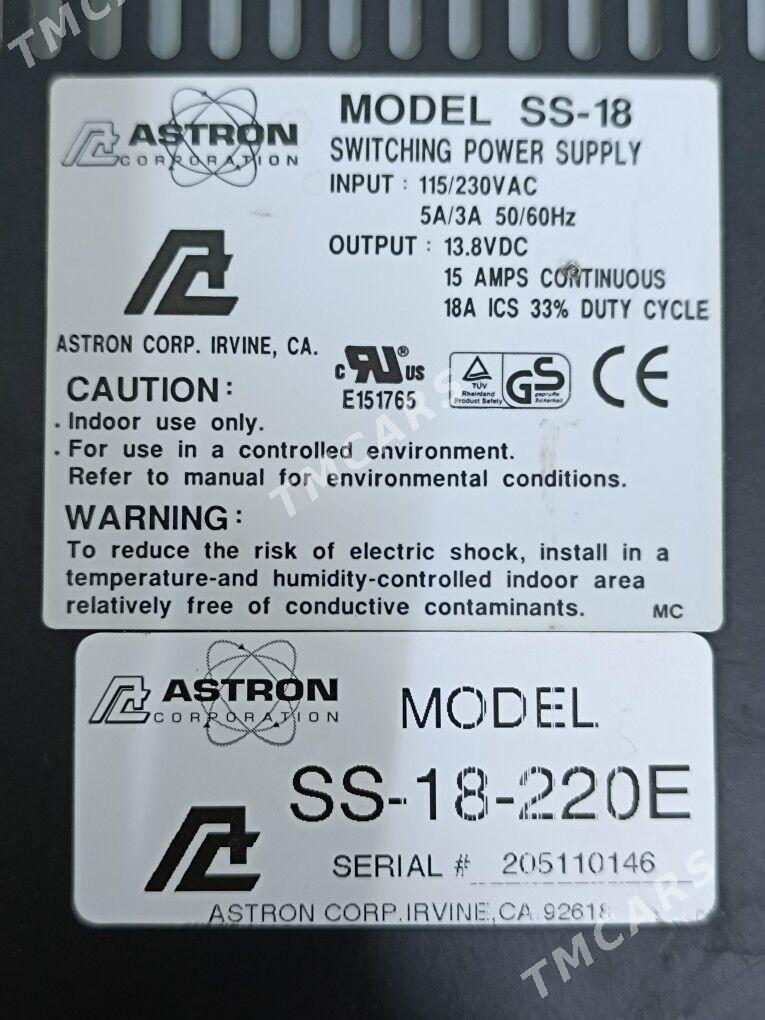 TMCARS
ASTRON
CORPORATION
MODEL SS-18
SWITCHING POWER SUPPLY
INPUT : 115/230VAC
5A/3A 50/60Hz
OUTPUT : 13.8VDC
15 AMPS CONTINUOUS
18A ICS 33% DUTY CYCLE
ASTRON CORP. IRVINE, CA.
c RU® US
E151765
TÜV
Rheinland
Product Safety
GS
geprüfte
Sicherheit
CE
CAUTION :
. Indoor use only.
. For use in a controlled environment.
Refer to manual for environmental conditions.
TMCARS
WARNING :
To reduce the risk of electric shock, install in a
temperature-and humidity-controlled indoor area
relatively free of conductive contaminants. MC
ASTRON
CORPORATION
MODEL
SS-18-220E
SERIAL # 205110146
ASTRON CORP.IRVINE,CA 92618
TMCARS